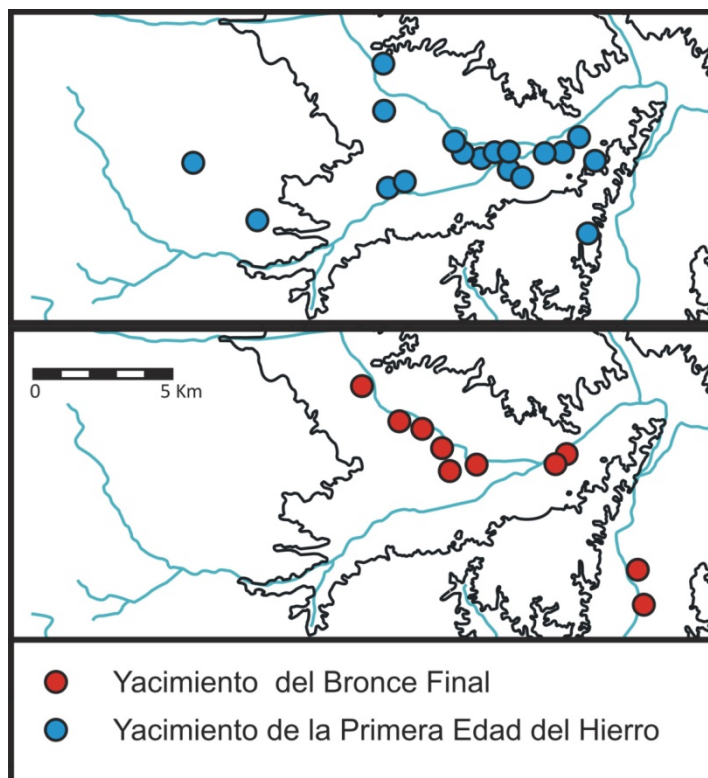 0 5 Km
Yacimiento del Bronce Final
Yacimiento de la Primera Edad del Hierro